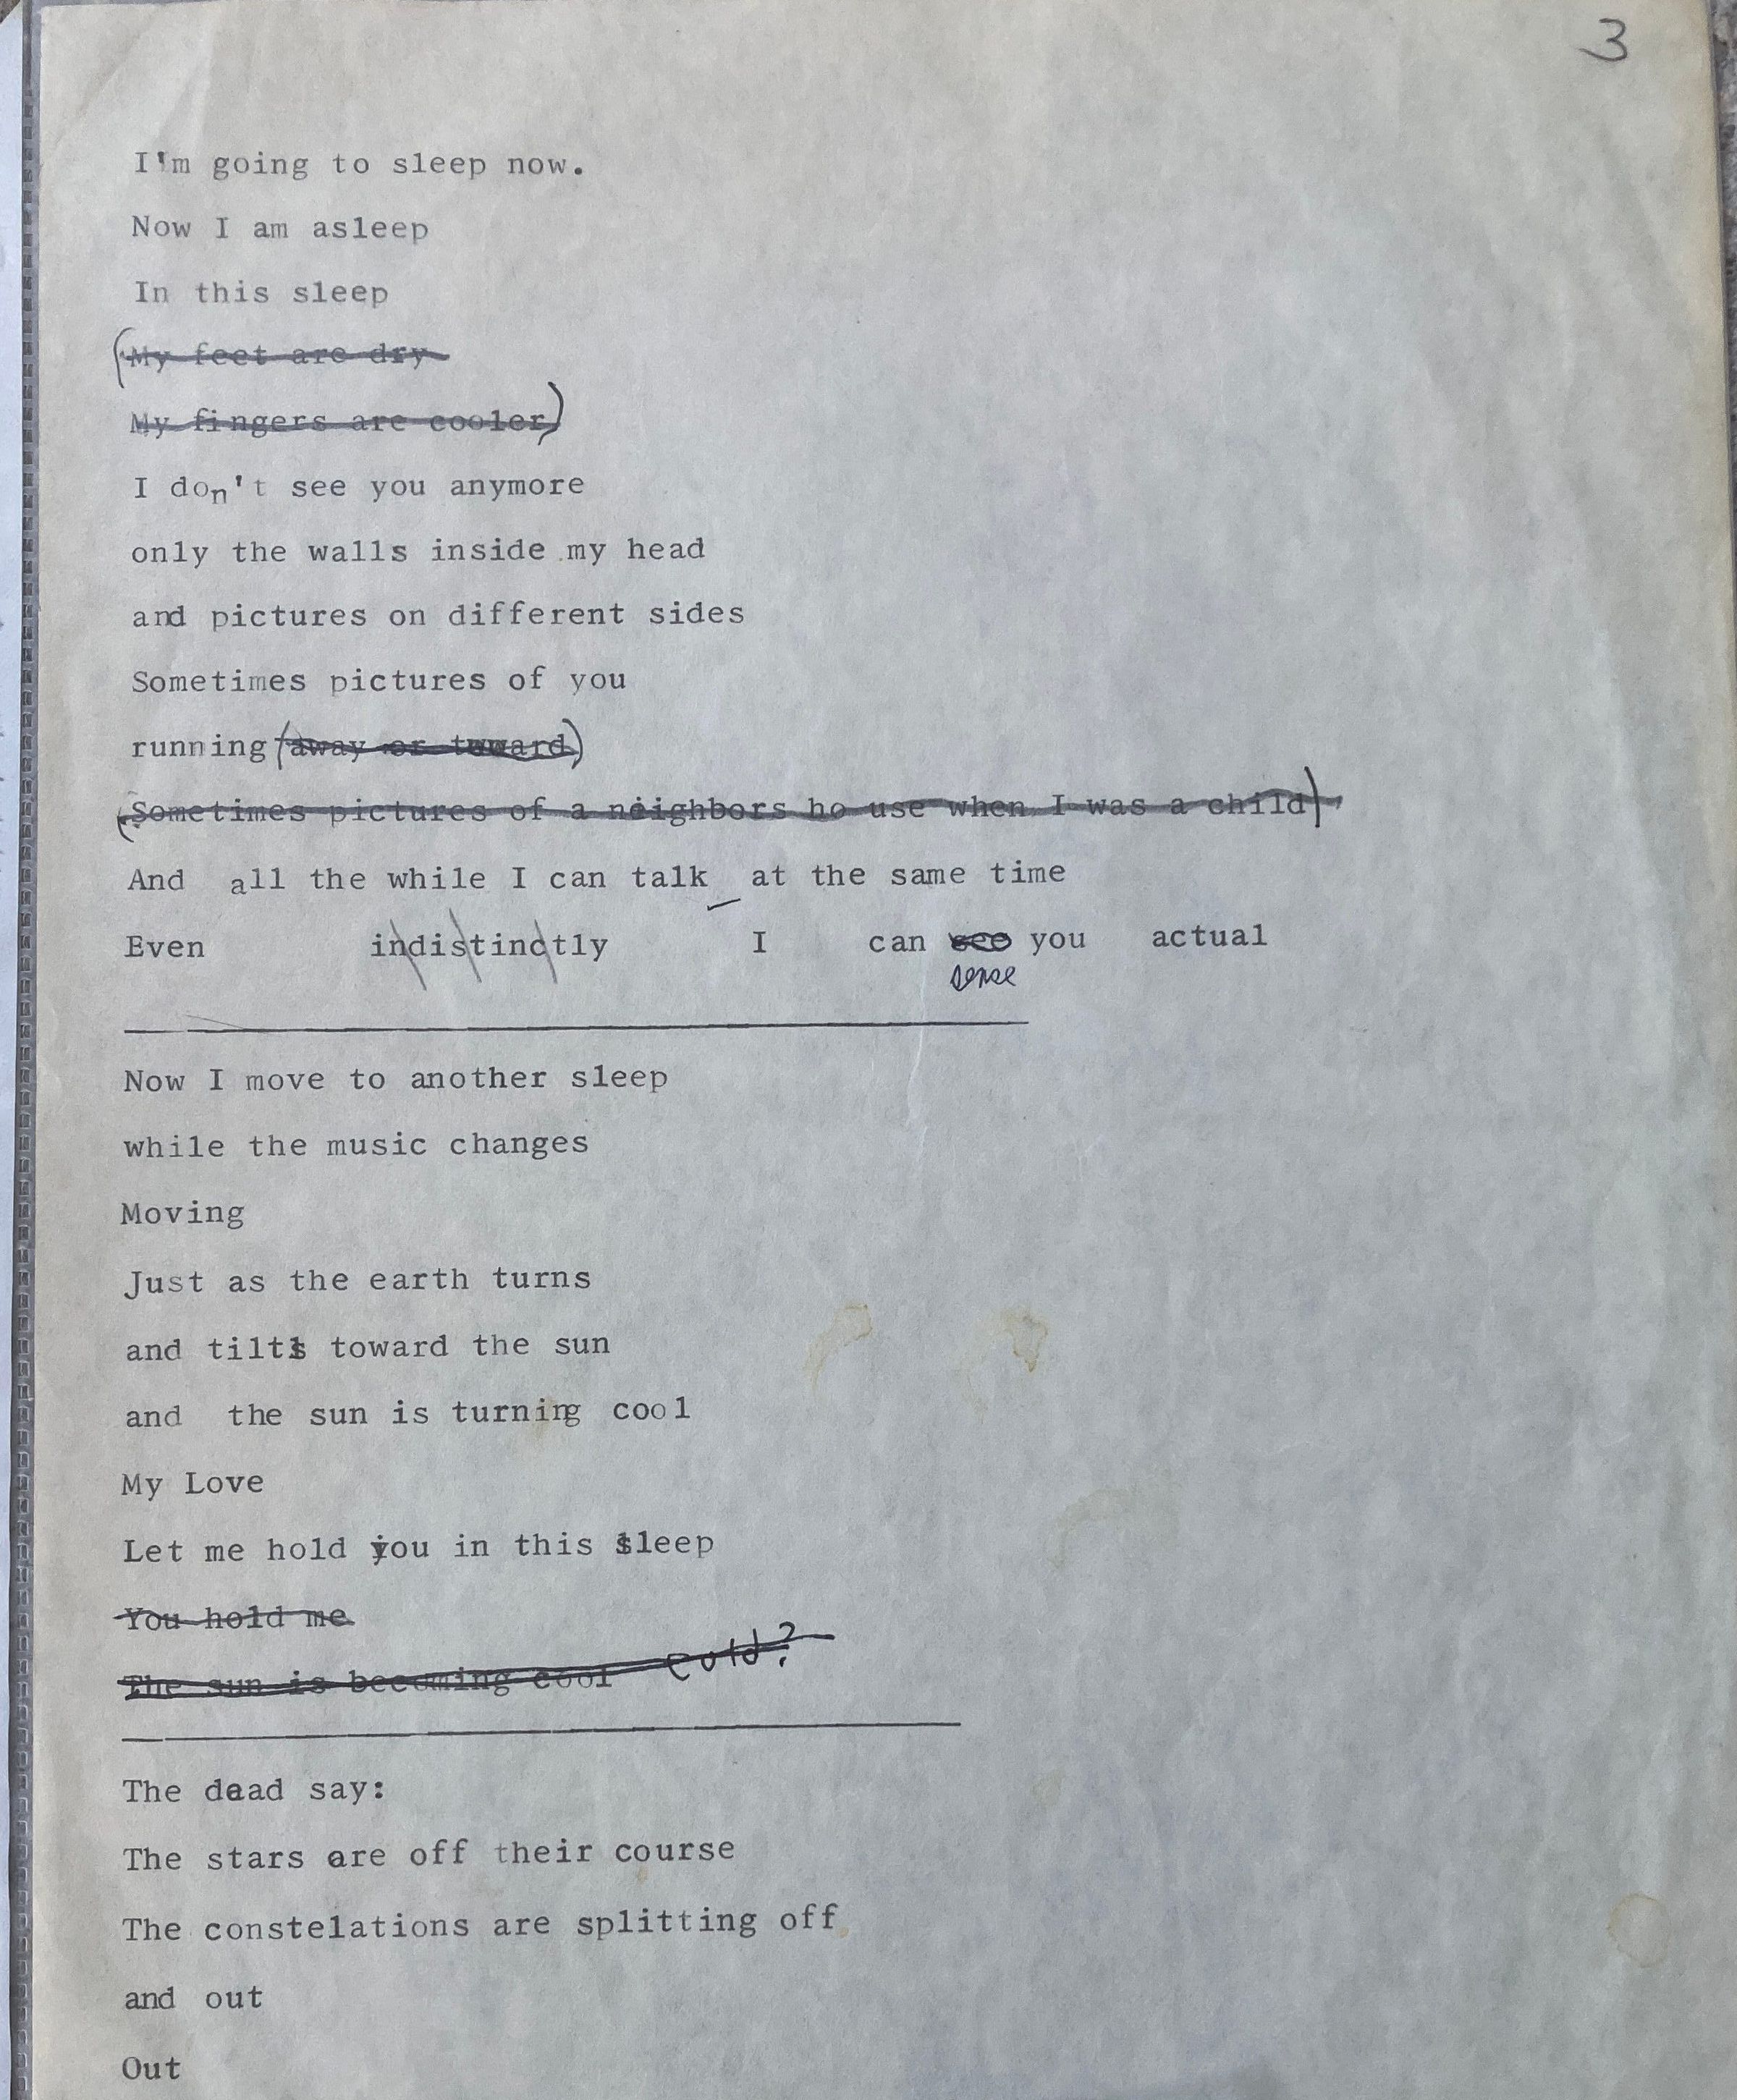 3
I'm going to sleep now.
Now I am asleep
In this sleep
(My feet are dry
My fingers are cooler)
I don't see you anymore
only the walls inside my head
and pictures on different sides
Sometimes pictures of you
running (away or toward)
(Sometimes pictures of a neighbors ho use when I was a child)
And all the while I can talk at the same time
Even indistinctly I can see you actual
sense
Now I move to another sleep
while the music changes
Moving
Just as the earth turns
and tilts toward the sun
and the sun is turning cool
My Love
Let me hold you in this sleep
You hold me
The sun is becoming cool cold?
The dead say:
The stars are off their course
The constelations are splitting off
and out
Out